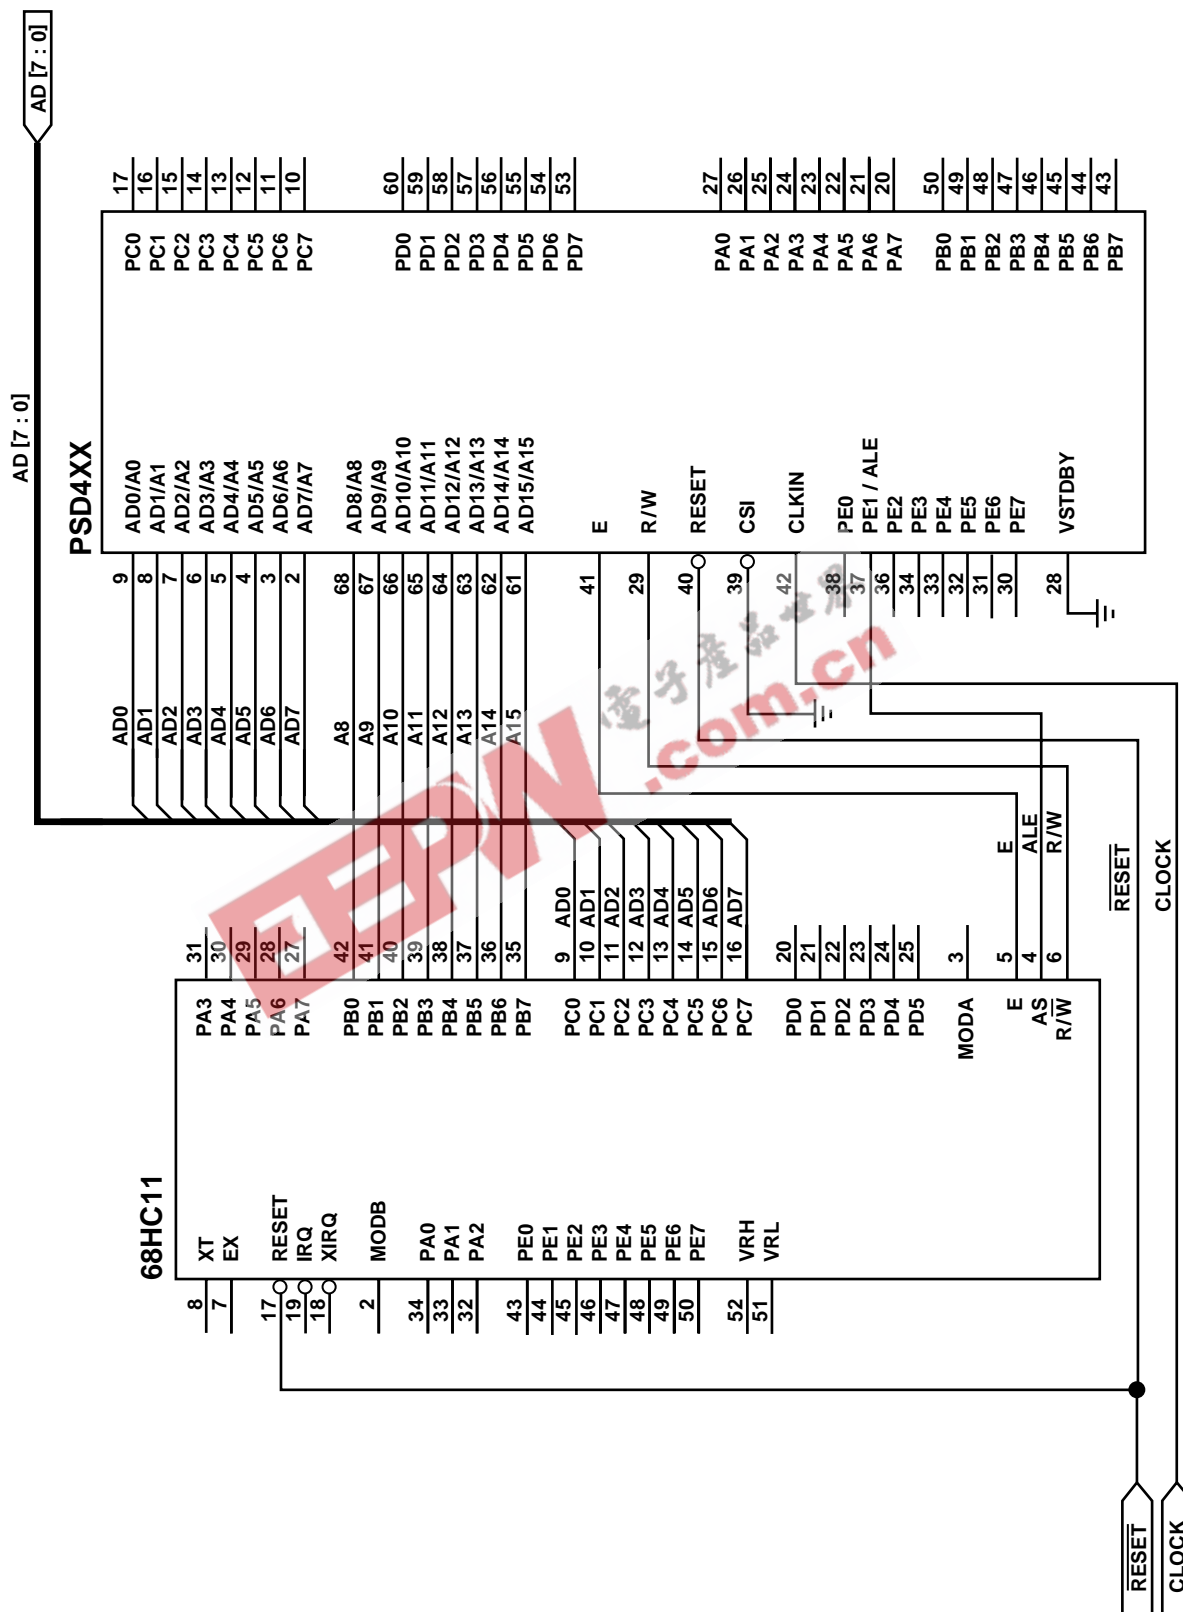 AD [7 : 0]
AD [7 : 0]
PSD4XX
9 AD0/A0
8 AD1/A1
7 AD2/A2
6 AD3/A3
5 AD4/A4
4 AD5/A5
3 AD6/A6
2 AD7/A7
68 AD8/A8
67 AD9/A9
66 AD10/A10
65 AD11/A11
64 AD12/A12
63 AD13/A13
62 AD14/A14
61 AD15/A15
41 E
29 R/W
40 RESET
39 CSI
42 CLKIN
38 PE0
37 PE1 / ALE
36 PE2
34 PE3
33 PE4
32 PE5
31 PE6
30 PE7
28 VSTDBY
PC0 17
PC1 16
PC2 15
PC3 14
PC4 13
PC5 12
PC6 11
PC7 10
PD0 60
PD1 59
PD2 58
PD3 57
PD4 56
PD5 55
PD6 54
PD7 53
PA0 27
PA1 26
PA2 25
PA3 24
PA4 23
PA5 22
PA6 21
PA7 20
PB0 50
PB1 49
PB2 48
PB3 47
PB4 46
PB5 45
PB6 44
PB7 43
AD0
AD1
AD2
AD3
AD4
AD5
AD6
AD7
A8
A9
A10
A11
A12
A13
A14
A15
68HC11
8 XT
7 EX
17 RESET
19 IRQ
18 XIRQ
2 MODB
34 PA0
33 PA1
32 PA2
43 PE0
44 PE1
45 PE2
46 PE3
47 PE4
48 PE5
49 PE6
50 PE7
52 VRH
51 VRL
PA3 31
PA4 30
PA5 29
PA6 28
PA7 27
PB0 42
PB1 41
PB2 40
PB3 39
PB4 38
PB5 37
PB6 36
PB7 35
PC0 9 AD0
PC1 10 AD1
PC2 11 AD2
PC3 12 AD3
PC4 13 AD4
PC5 14 AD5
PC6 15 AD6
PC7 16 AD7
PD0 20
PD1 21
PD2 22
PD3 23
PD4 24
PD5 25
MODA 3
E 5 E
AS 4 ALE
R/W 6 R/W
RESET
CLOCK
RESET
CLOCK
EEPW
.com.cn
電子產品世界